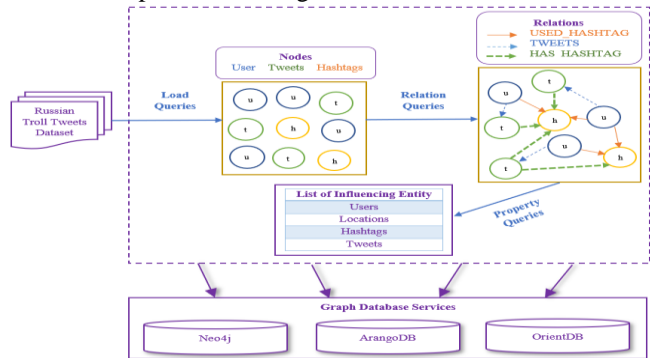 Relations
USED_HASHTAG
TWEETS
HAS_HASHTAG
Nodes
User Tweets Hashtags
Russian
Troll Tweets
Dataset
Load
Queries
u u t
t h u
u t h
Relation
Queries
t
u
u
h
t
u
h
t
Property
Queries
List of Influencing Entity
Users
Locations
Hashtags
Tweets
Graph Database Services
Neo4j
ArangoDB
OrientDB